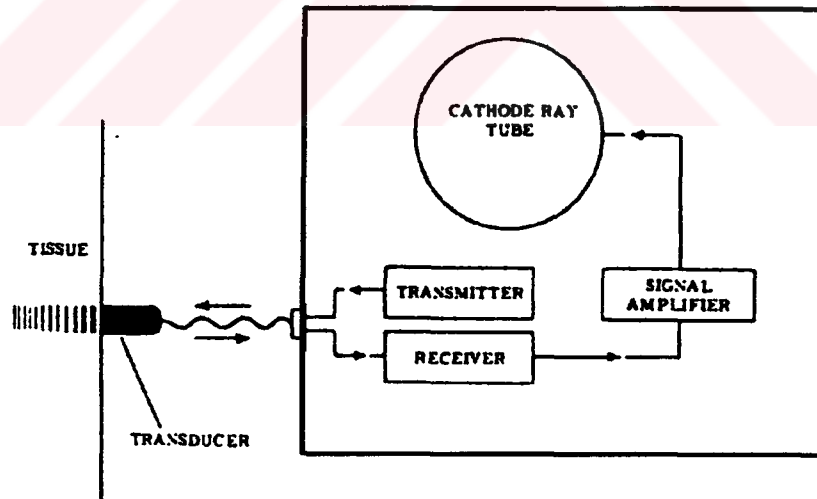 CATHODE RAY
TUBE
TISSUE
TRANSMITTER
SIGNAL
AMPLIFIER
RECEIVER
TRANSDUCER